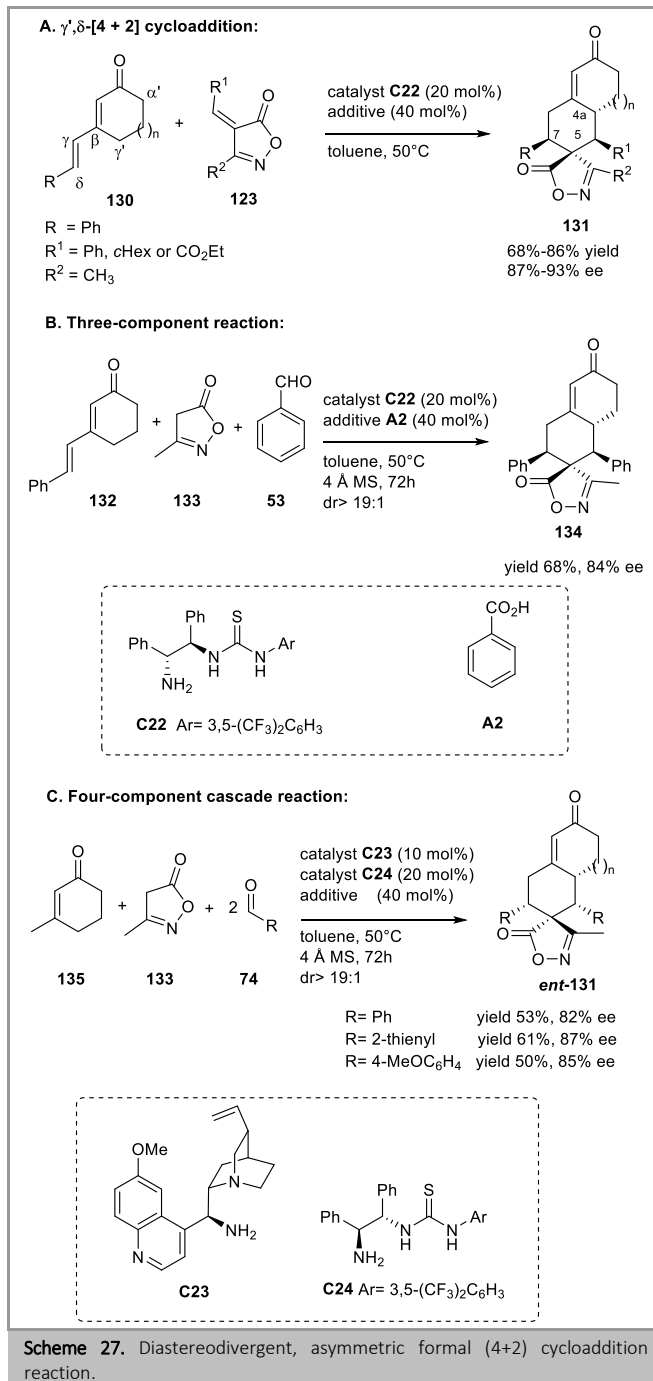 A. γ',δ-[4 + 2] cycloaddition:
O
α'
γ
β
γ'
δ
R
( )n
130
+
R1
O
O
N
R2
123
catalyst C22 (20 mol%)
additive (40 mol%)
toluene, 50°C
O
( )n
4a
7
5
R
R1
O
R2
O
N
131
R = Ph
R1 = Ph, cHex or CO2Et
R2 = CH3
68%-86% yield
87%-93% ee
B. Three-component reaction:
O
Ph
132
+
O
O
N
Me
133
+
CHO
53
catalyst C22 (20 mol%)
additive A2 (40 mol%)
toluene, 50°C
4 Å MS, 72h
dr> 19:1
O
Ph
Ph
O
O
N
134
yield 68%, 84% ee
Ph
S
Ph
N
H
N
H
Ar
NH2
C22 Ar= 3,5-(CF3)2C6H3
CO2H
A2
C. Four-component cascade reaction:
O
Me
135
+
O
O
N
Me
133
+ 2
O
R
74
catalyst C23 (10 mol%)
catalyst C24 (20 mol%)
additive (40 mol%)
toluene, 50°C
4 Å MS, 72h
dr> 19:1
O
( )n
R
R
O
O
N
ent-131
R= Ph yield 53%, 82% ee
R= 2-thienyl yield 61%, 87% ee
R= 4-MeOC6H4 yield 50%, 85% ee
OMe
N
NH2
N
C23
Ph
S
Ph
N
H
N
H
Ar
NH2
C24 Ar= 3,5-(CF3)2C6H3
Scheme 27. Diastereodivergent, asymmetric formal (4+2) cycloaddition
reaction.